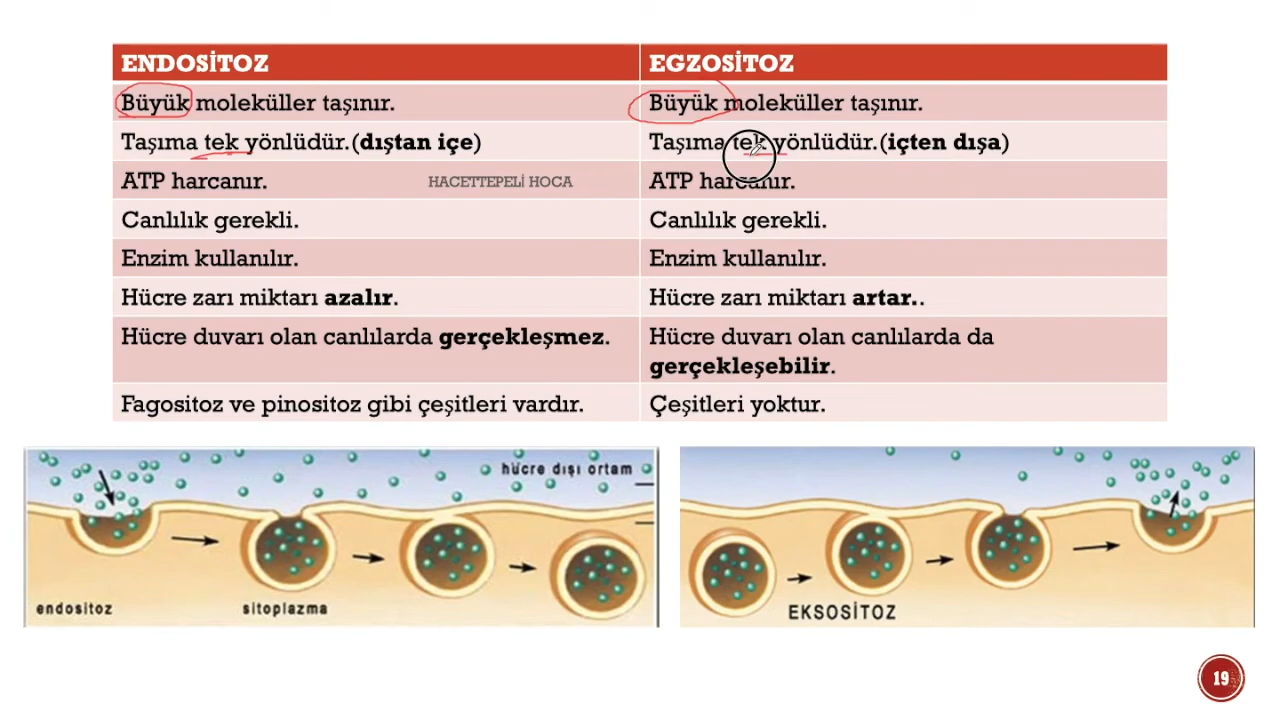 ENDOSİTOZ
EGZOSİTOZ
Büyük moleküller taşınır.
Büyük moleküller taşınır.
Taşıma tek yönlüdür.(dıştan içe)
Taşıma tek yönlüdür.(içten dışa)
ATP harcanır.
HACETTEPELİ HOCA
ATP harcanır.
Canlılık gerekli.
Canlılık gerekli.
Enzim kullanılır.
Enzim kullanılır.
Hücre zarı miktarı azalır.
Hücre zarı miktarı artar..
Hücre duvarı olan canlılarda gerçekleşmez.
Hücre duvarı olan canlılarda da
gerçekleşebilir.
Fagositoz ve pinositoz gibi çeşitleri vardır.
Çeşitleri yoktur.
hücre dışı ortam
endositoz
sitoplazma
EKSOSİTOZ
19